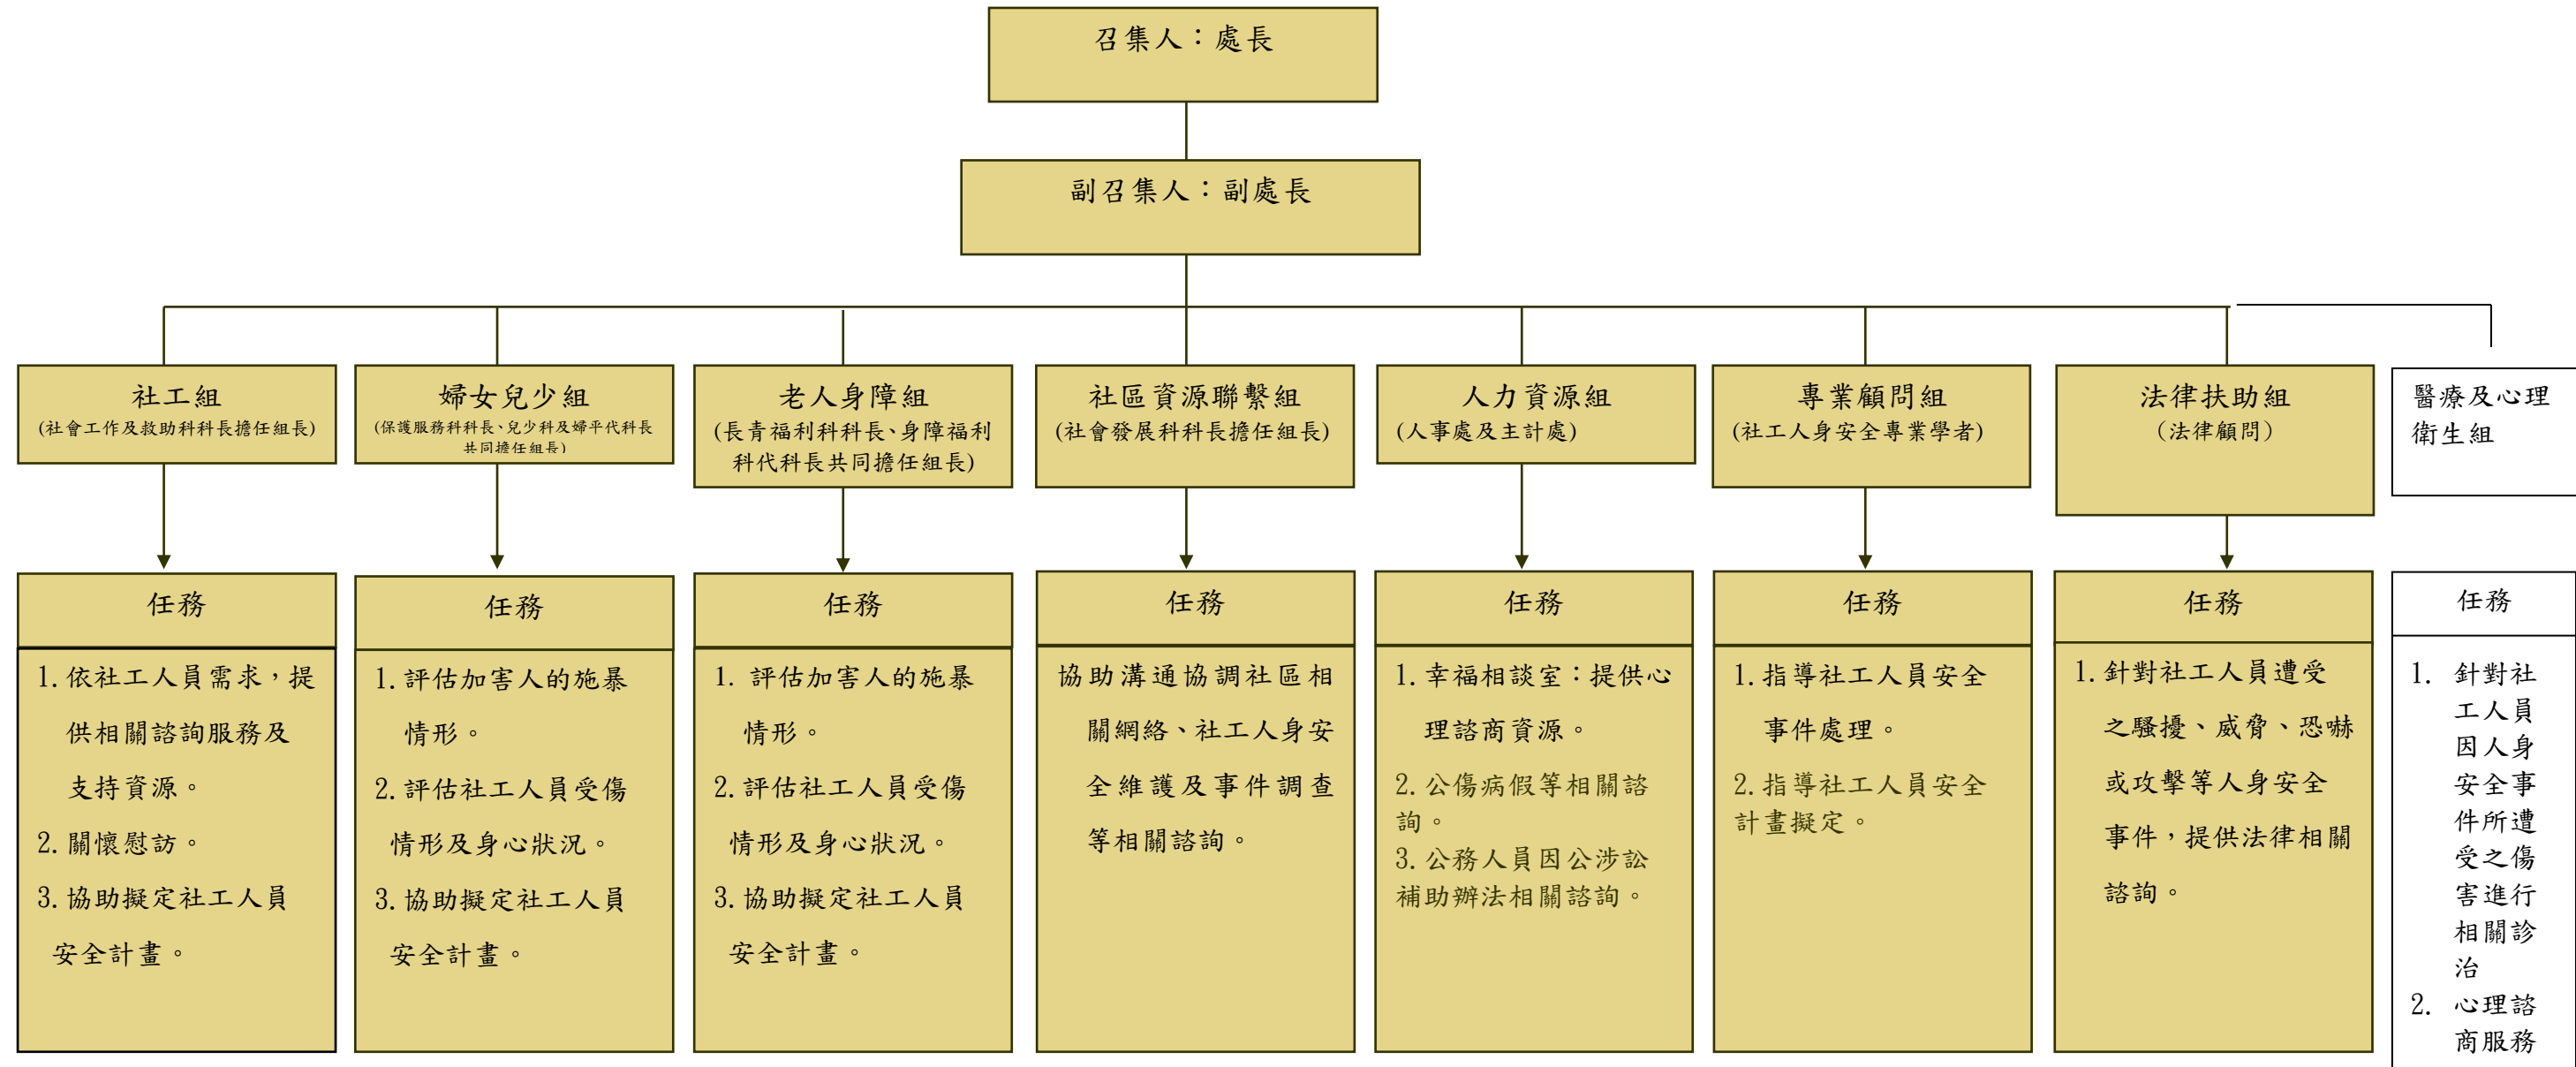 召集人：處長
副召集人：副處長
社工組
(社會工作及救助科科長擔任組長)
婦女兒少組
(保護服務科科長、兒少科及婦平代科長
共同擔任組長)
老人身障組
(長青福利科科長、身障福利
科代科長共同擔任組長)
社區資源聯繫組
(社會發展科科長擔任組長)
人力資源組
(人事處及主計處)
專業顧問組
(社工人身安全專業學者)
法律扶助組
（法律顧問）
醫療及心理
衛生組
任務
1.依社工人員需求，提
供相關諮詢服務及
支持資源。
2.關懷慰訪。
3.協助擬定社工人員
安全計畫。
任務
1.評估加害人的施暴
情形。
2.評估社工人員受傷
情形及身心狀況。
3.協助擬定社工人員
安全計畫。
任務
1. 評估加害人的施暴
情形。
2.評估社工人員受傷
情形及身心狀況。
3.協助擬定社工人員
安全計畫。
任務
協助溝通協調社區相
關網絡、社工人身安
全維護及事件調查
等相關諮詢。
任務
1.幸福相談室：提供心
理諮商資源。
2.公傷病假等相關諮
詢。
3.公務人員因公涉訟
補助辦法相關諮詢。
任務
1.指導社工人員安全
事件處理。
2.指導社工人員安全
計畫擬定。
任務
1.針對社工人員遭受
之騷擾、威脅、恐嚇
或攻擊等人身安全
事件，提供法律相關
諮詢。
任務
1. 針對社
工人員
因人身
安全事
件所遭
受之傷
害進行
相關診
治
2. 心理諮
商服務